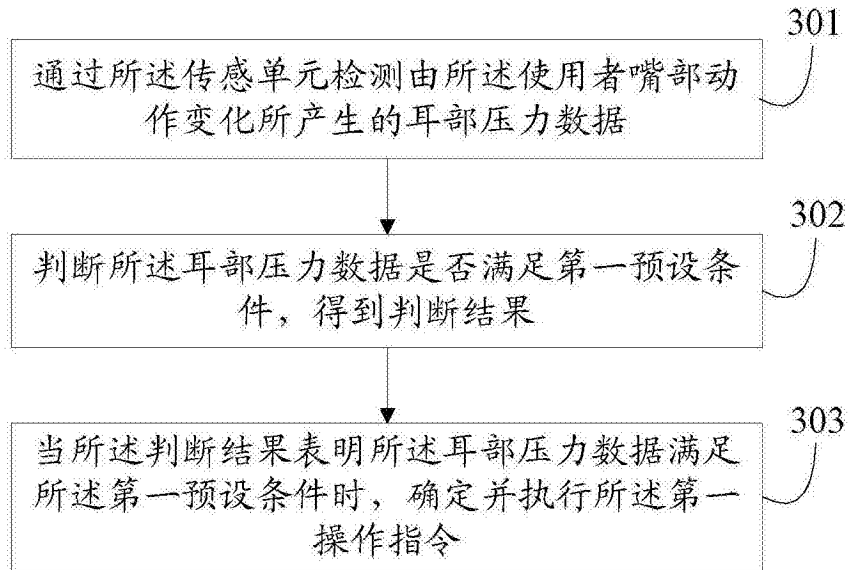 301
通过所述传感单元检测由所述使用者嘴部动
作变化所产生的耳部压力数据
302
判断所述耳部压力数据是否满足第一预设条
件，得到判断结果
303
当所述判断结果表明所述耳部压力数据满足
所述第一预设条件时，确定并执行所述第一
操作指令